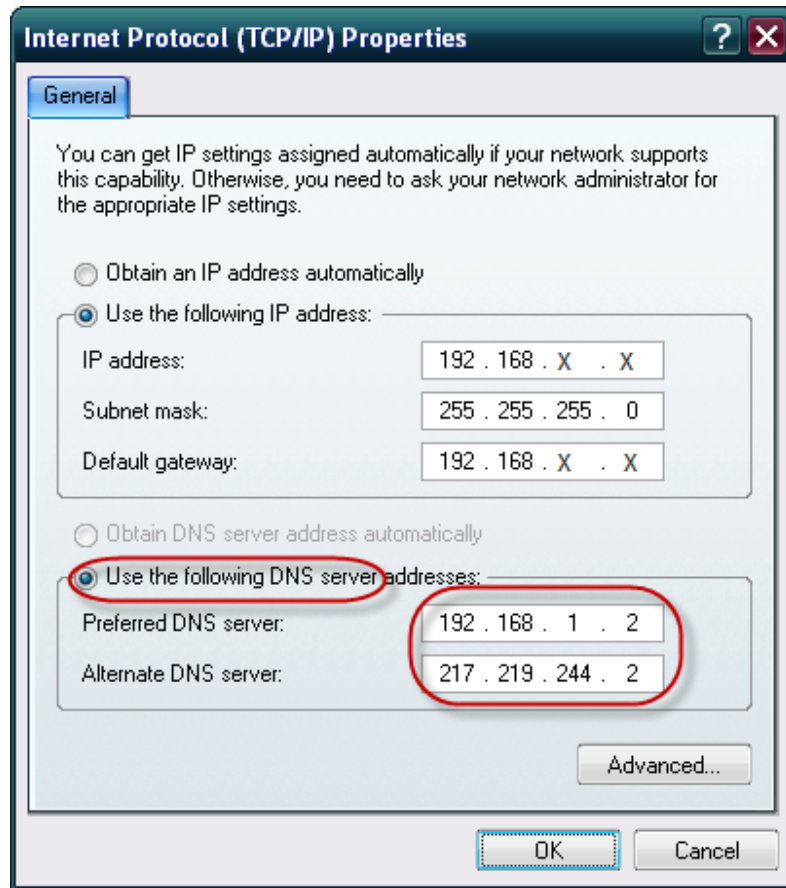 Internet Protocol (TCP/IP) Properties
General
You can get IP settings assigned automatically if your network supports
this capability. Otherwise, you need to ask your network administrator for
the appropriate IP settings.
Obtain an IP address automatically
Use the following IP address:
IP address: 192 . 168 . X . X
Subnet mask: 255 . 255 . 255 . 0
Default gateway: 192 . 168 . X . X
Obtain DNS server address automatically
Use the following DNS server addresses:
Preferred DNS server: 192 . 168 . 1 . 2
Alternate DNS server: 217 . 219 . 244 . 2
Advanced...
OK Cancel